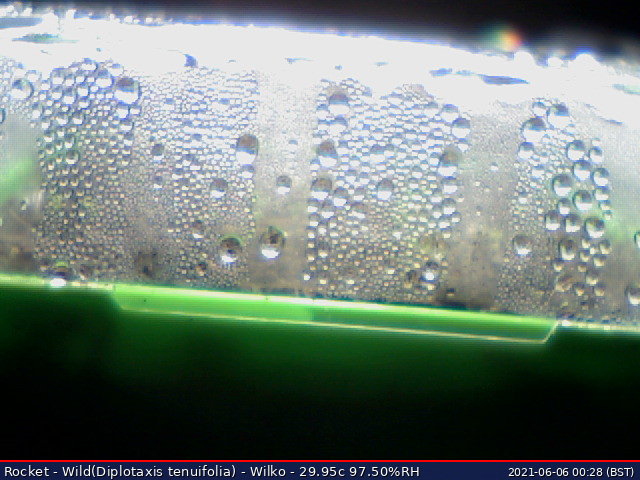 Rocket - Wild(Diplotaxis tenuifolia) - Wilko - 29.95c 97.50%RH
2021-06-06 00:28 (BST)